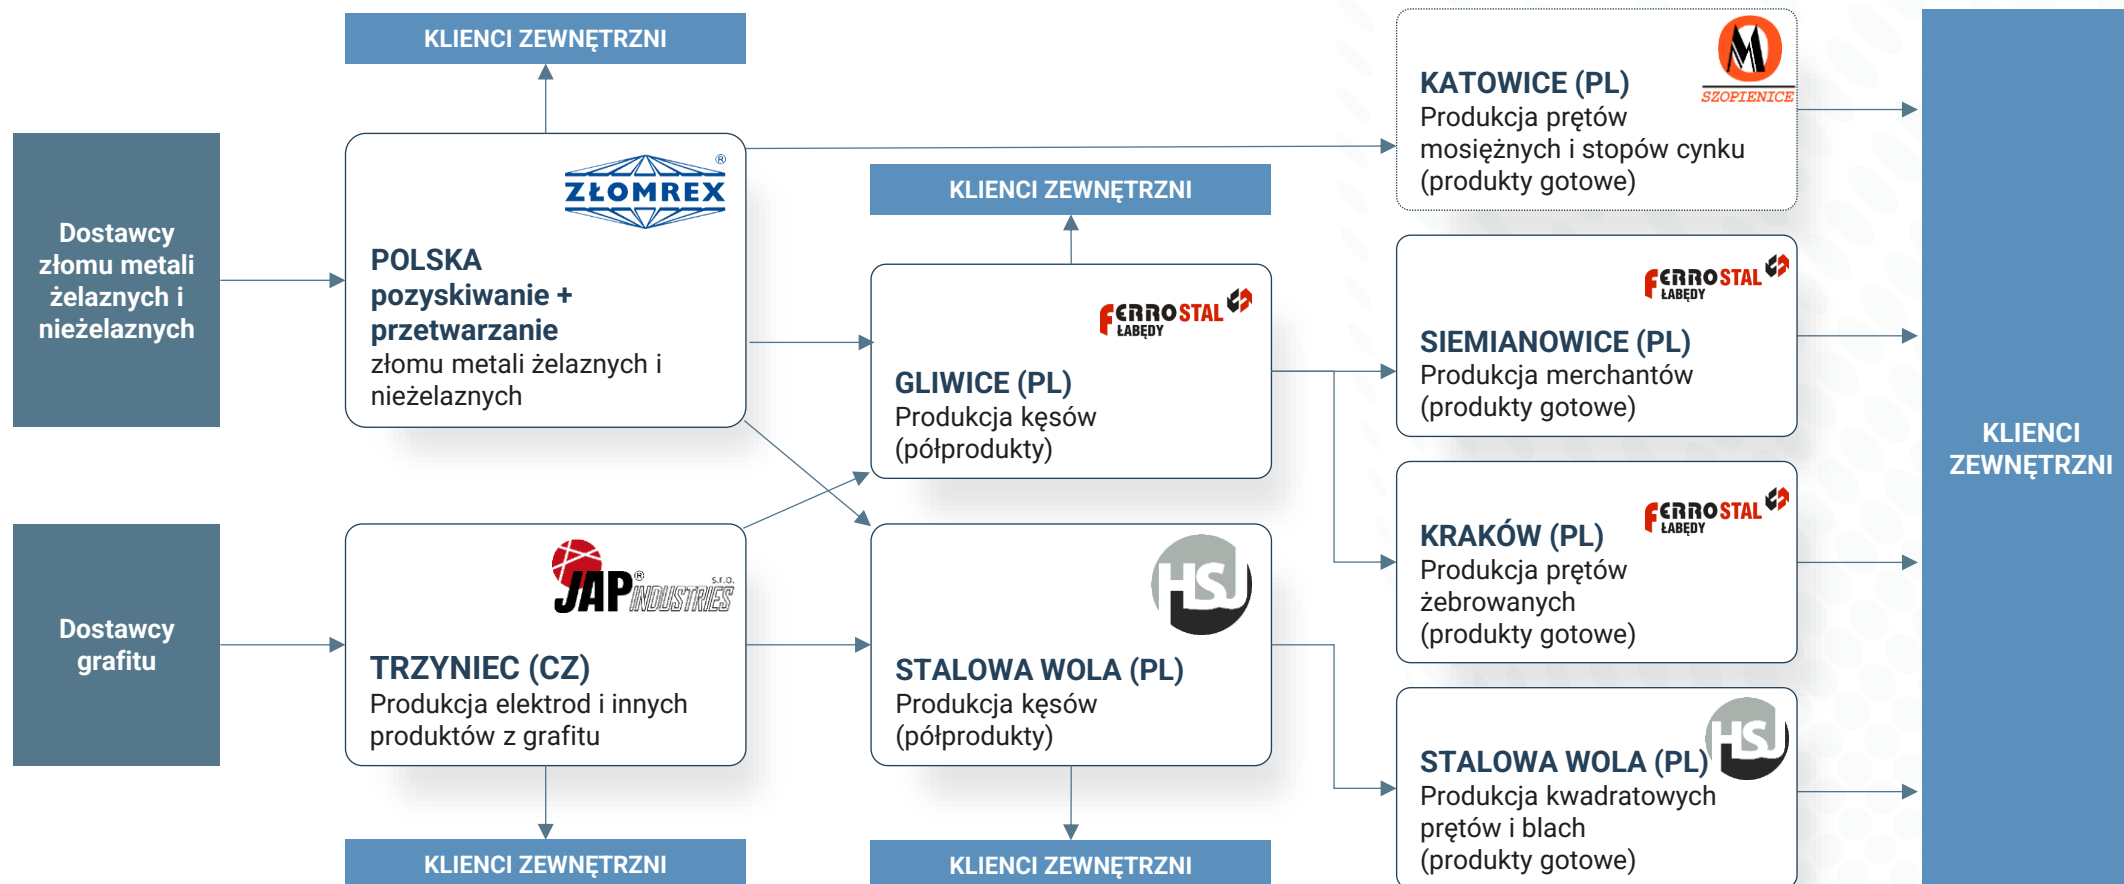 Dostawcy
złomu metali
żelaznych i
nieżelaznych
Dostawcy
grafitu
KLIENCI ZEWNĘTRZNI
ZŁOMREX
®
POLSKA
pozyskiwanie +
przetwarzanie
złomu metali żelaznych i
nieżelaznych
JAP® INDUSTRIES
s.r.o.
TRZYNIEC (CZ)
Produkcja elektrod i innych
produktów z grafitu
KLIENCI ZEWNĘTRZNI
KLIENCI ZEWNĘTRZNI
FERROSTAL
ŁABĘDY
GLIWICE (PL)
Produkcja kęsów
(półprodukty)
HSJ
STALOWA WOLA (PL)
Produkcja kęsów
(półprodukty)
KLIENCI ZEWNĘTRZNI
SZOPIENICE
KATOWICE (PL)
Produkcja prętów
mosiężnych i stopów cynku
(produkty gotowe)
FERROSTAL
ŁABĘDY
SIEMIANOWICE (PL)
Produkcja merchantów
(produkty gotowe)
FERROSTAL
ŁABĘDY
KRAKÓW (PL)
Produkcja prętów
żebrowanych
(produkty gotowe)
HSJ
STALOWA WOLA (PL)
Produkcja kwadratowych
prętów i blach
(produkty gotowe)
KLIENCI
ZEWNĘTRZNI